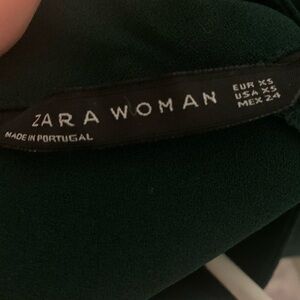 ZARA WOMAN
MADE IN PORTUGAL
EUR XS
USA XS
MEX 24